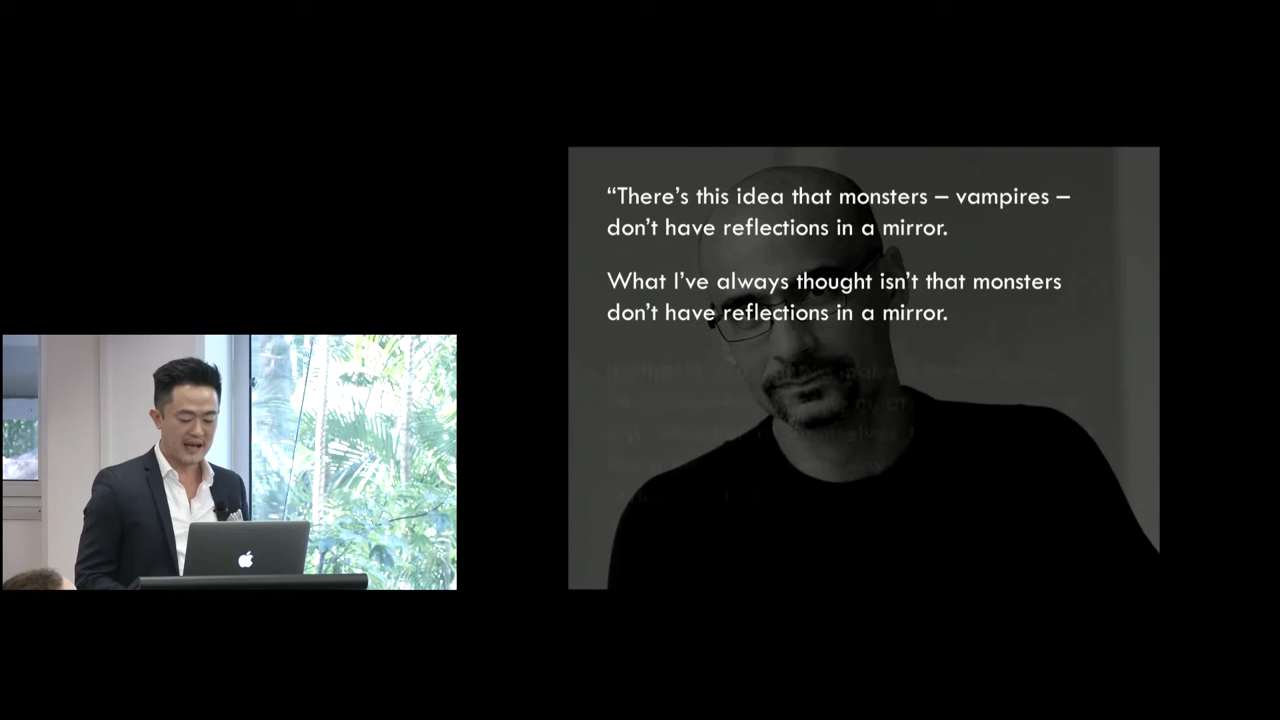 “There’s this idea that monsters – vampires –
don’t have reflections in a mirror.
What I’ve always thought isn’t that monsters
don’t have reflections in a mirror.